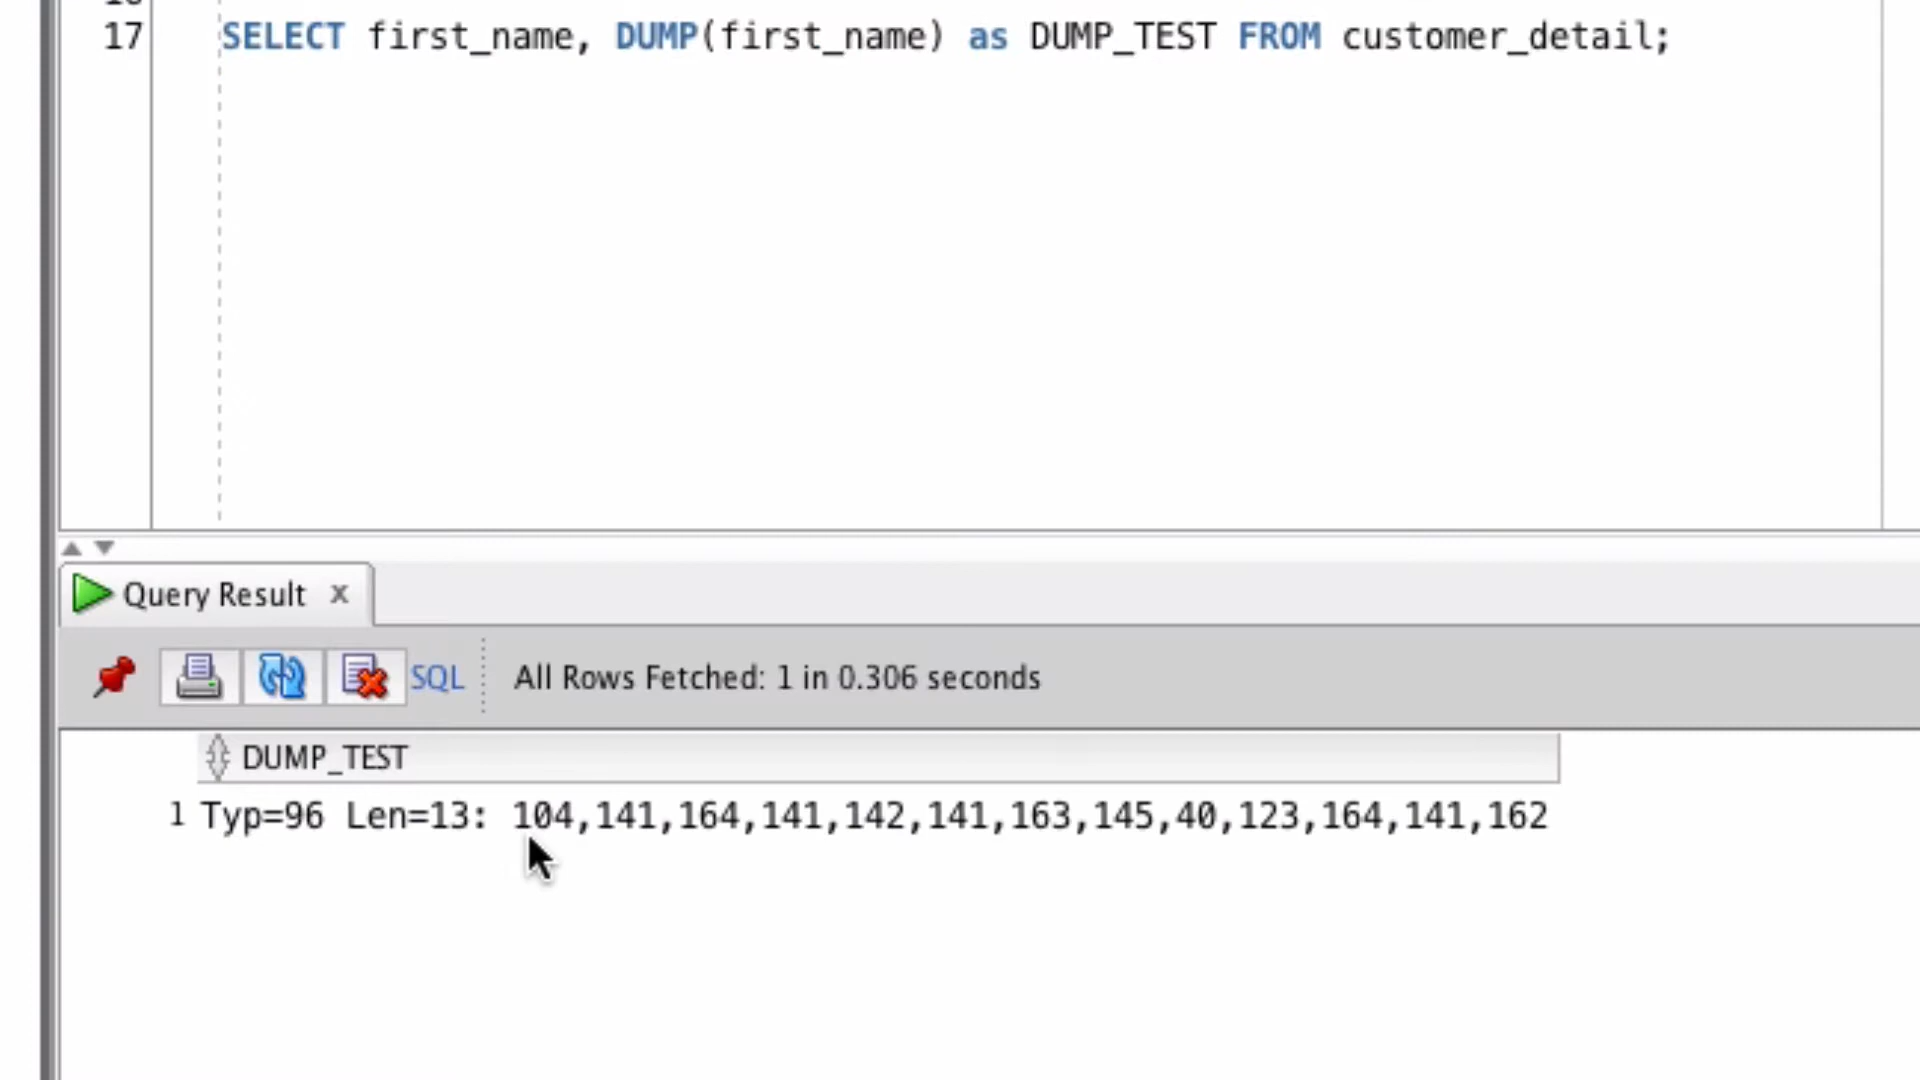 17 SELECT first_name, DUMP(first_name) as DUMP_TEST FROM customer_detail;
Query Result x
SQL All Rows Fetched: 1 in 0.306 seconds
DUMP_TEST
1 Typ=96 Len=13: 104,141,164,141,142,141,163,145,40,123,164,141,162